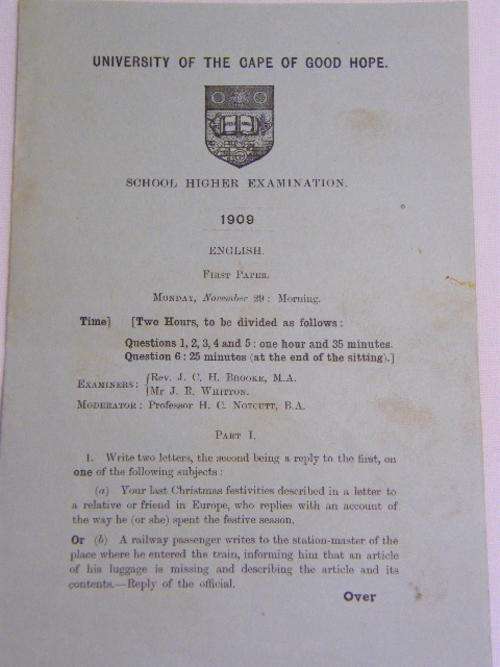 UNIVERSITY OF THE CAPE OF GOOD HOPE.
SCHOOL HIGHER EXAMINATION.
1909
ENGLISH.
FIRST PAPER.
MONDAY, November 29: Morning.
Time] [Two Hours, to be divided as follows:
Questions 1, 2, 3, 4 and 5: one hour and 35 minutes.
Question 6: 25 minutes (at the end of the sitting).]
EXAMINERS: {Rev. J. C. H. BROOKE, M.A.
{Mr J. R. WHITTON.
MODERATOR: Professor H. C. NOTCUTT, B.A.
PART I.
1. Write two letters, the second being a reply to the first, on
one of the following subjects:
(a) Your last Christmas festivities described in a letter to
a relative or friend in Europe, who replies with an account of
the way he (or she) spent the festive season.
Or (b) A railway passenger writes to the station-master of the
place where he entered the train, informing him that an article
of his luggage is missing and describing the article and its
contents.—Reply of the official.
Over